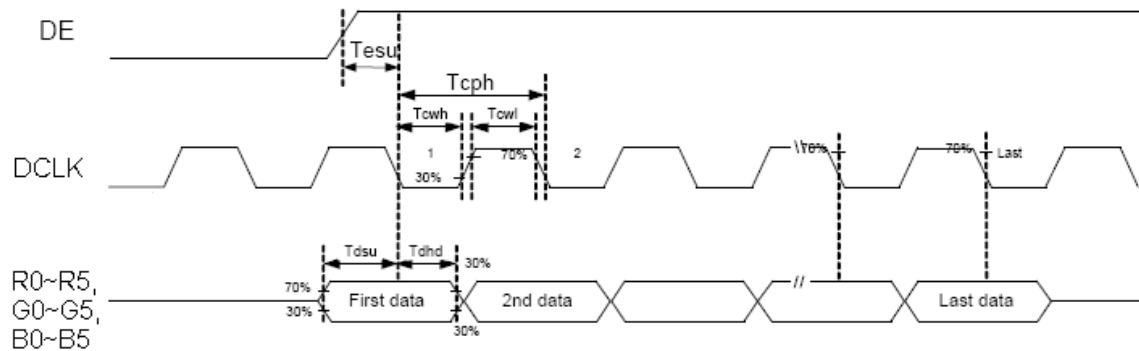 DE
Tesu
Tcph
Tcwh
Tcwl
DCLK
1
30%
70%
2
70%
70%
Last
Tdsu
Tdhd
30%
R0~R5,
G0~G5,
B0~B5
70%
30%
First data
30%
2nd data
//
Last data